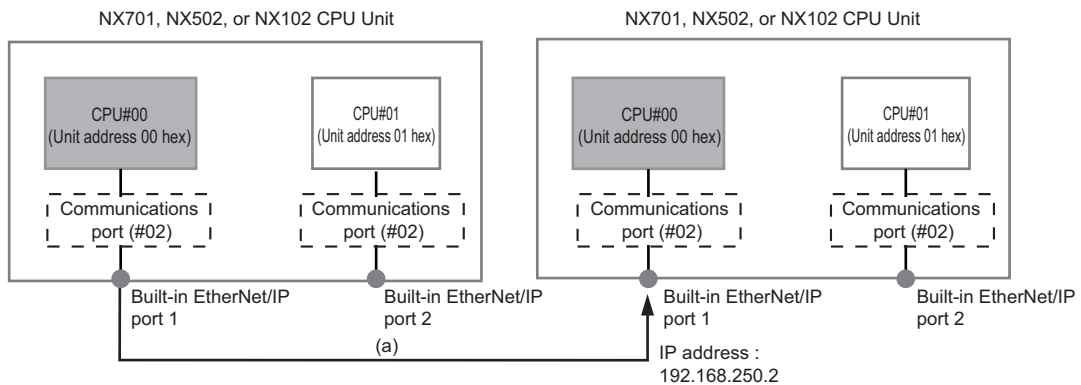 NX701, NX502, or NX102 CPU Unit
NX701, NX502, or NX102 CPU Unit
CPU#00
(Unit address 00 hex)
CPU#01
(Unit address 01 hex)
CPU#00
(Unit address 00 hex)
CPU#01
(Unit address 01 hex)
Communications
port (#02)
Communications
port (#02)
Communications
port (#02)
Communications
port (#02)
Built-in EtherNet/IP
port 1
Built-in EtherNet/IP
port 2
Built-in EtherNet/IP
port 1
Built-in EtherNet/IP
port 2
(a)
IP address :
192.168.250.2